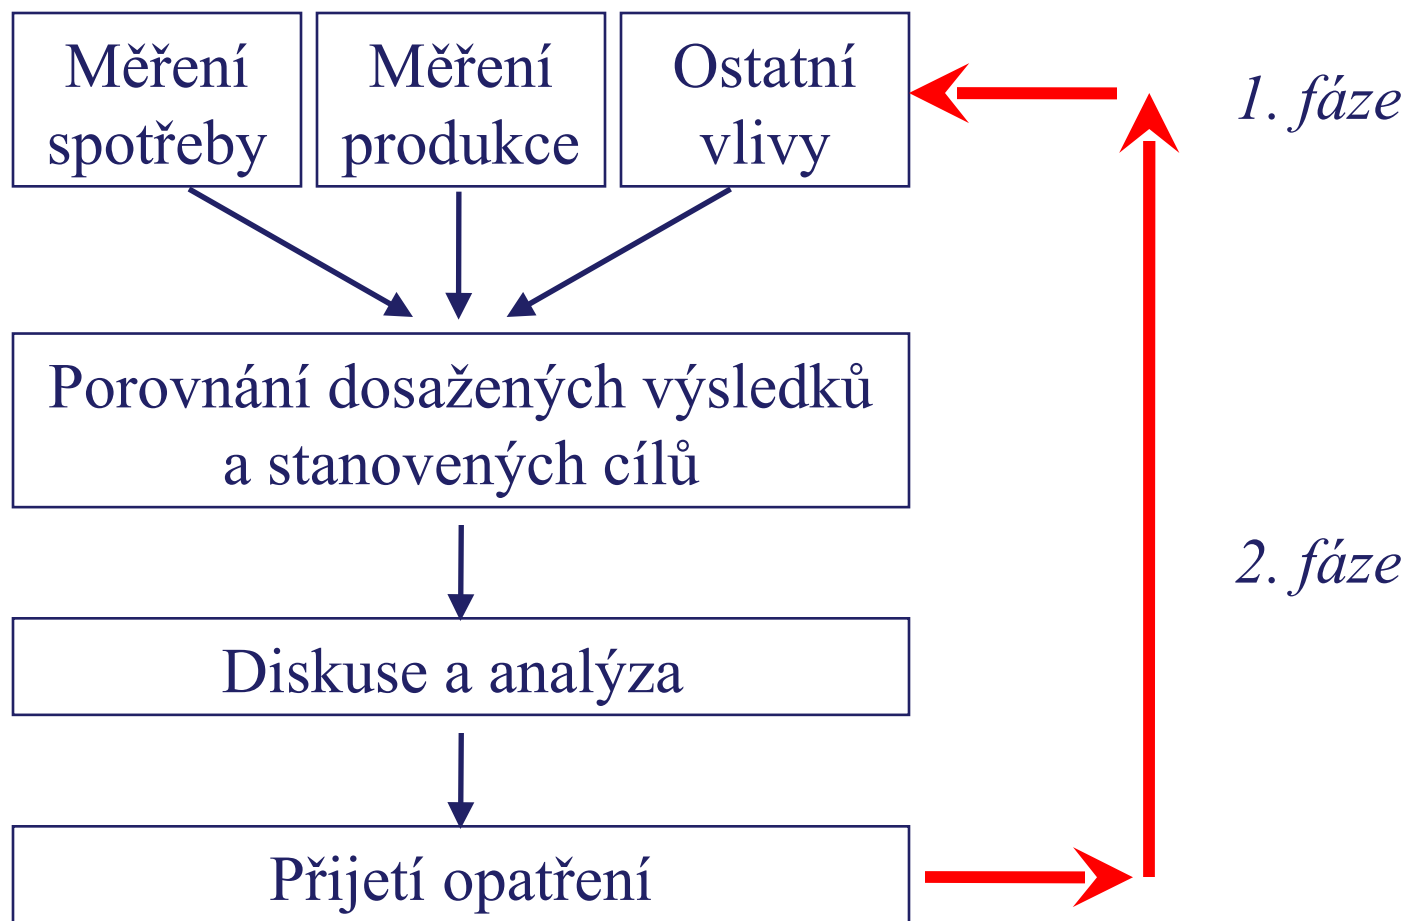 Měření
spotřeby
Měření
produkce
Ostatní
vlivy
1. fáze
Porovnání dosažených výsledků
a stanovených cílů
2. fáze
Diskuse a analýza
Přijetí opatření